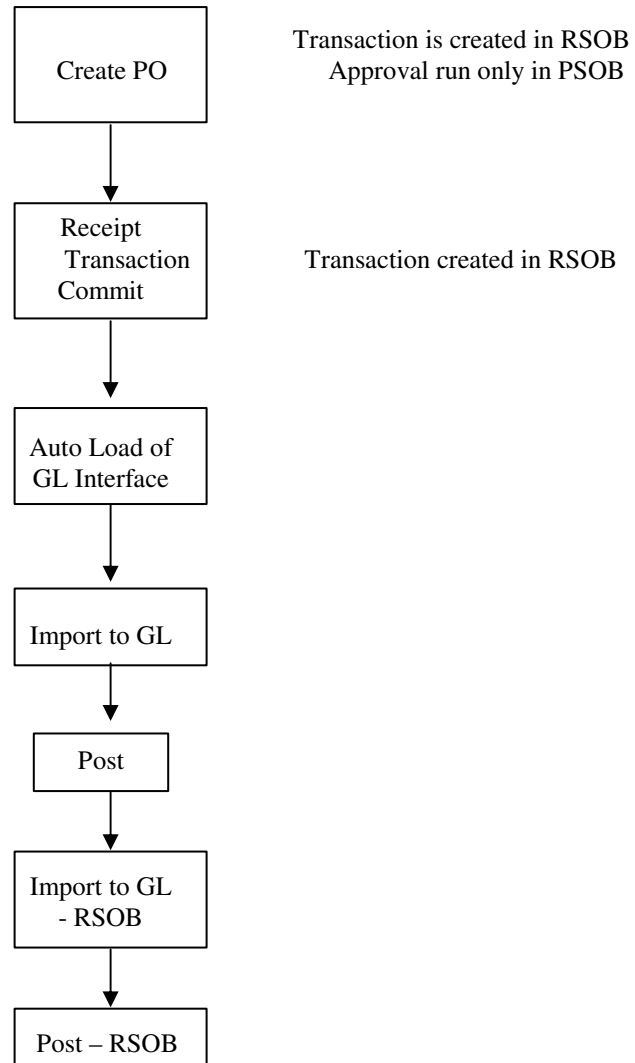 Transaction is created in RSOB
Create PO
Approval run only in PSOB
Receipt
Transaction
Commit
Transaction created in RSOB
Auto Load of
GL Interface
Import to GL
Post
Import to GL
- RSOB
Post – RSOB